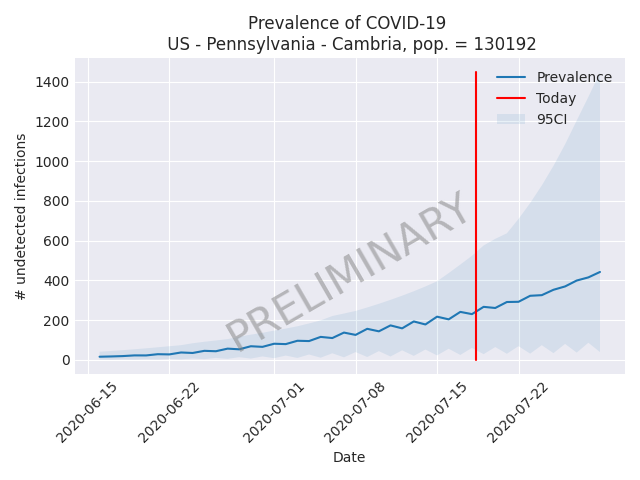 Prevalence of COVID-19
US - Pennsylvania - Cambria, pop. = 130192
1400
1200
1000
800
600
400
200
0
# undetected infections
Prevalence
Today
95CI
PRELIMINARY
2020-06-15
2020-06-22
2020-07-01
2020-07-08
2020-07-15
2020-07-22
Date